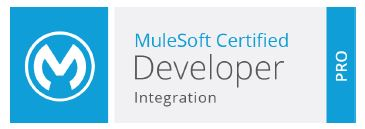 MuleSoft Certified
Developer
Integration
PRO